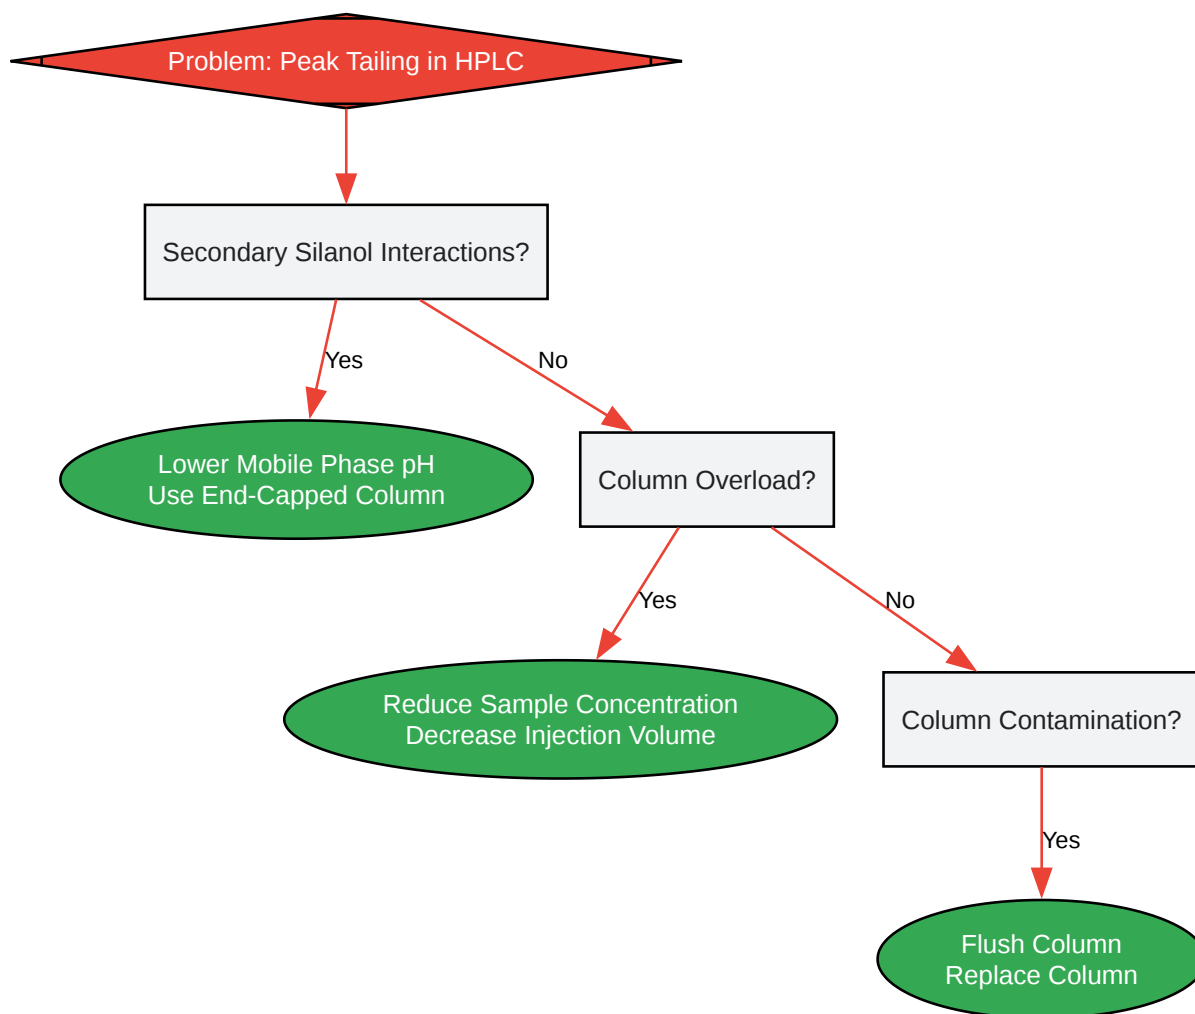 Problem: Peak Tailing in HPLC
Secondary Silanol Interactions?
Yes
No
Lower Mobile Phase pH
Use End-Capped Column
Column Overload?
Yes
No
Reduce Sample Concentration
Decrease Injection Volume
Column Contamination?
Yes
Flush Column
Replace Column